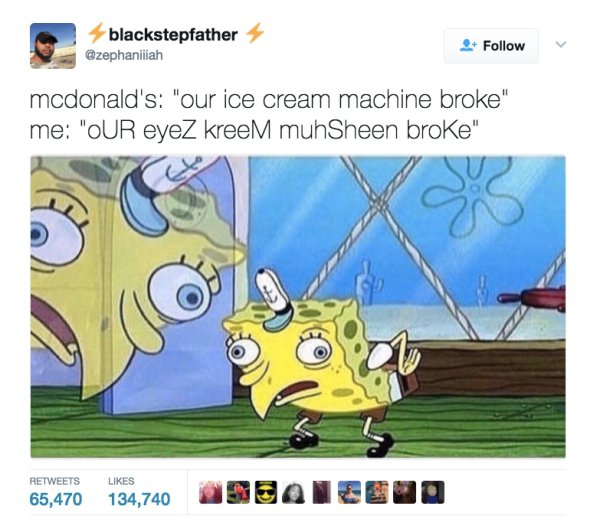 ⚡blackstepfather⚡
@zephaniiiah
Follow
mcdonald's: "our ice cream machine broke"
me: "oUR eyeZ kreeM muhSheen broKe"
RETWEETS LIKES
65,470 134,740